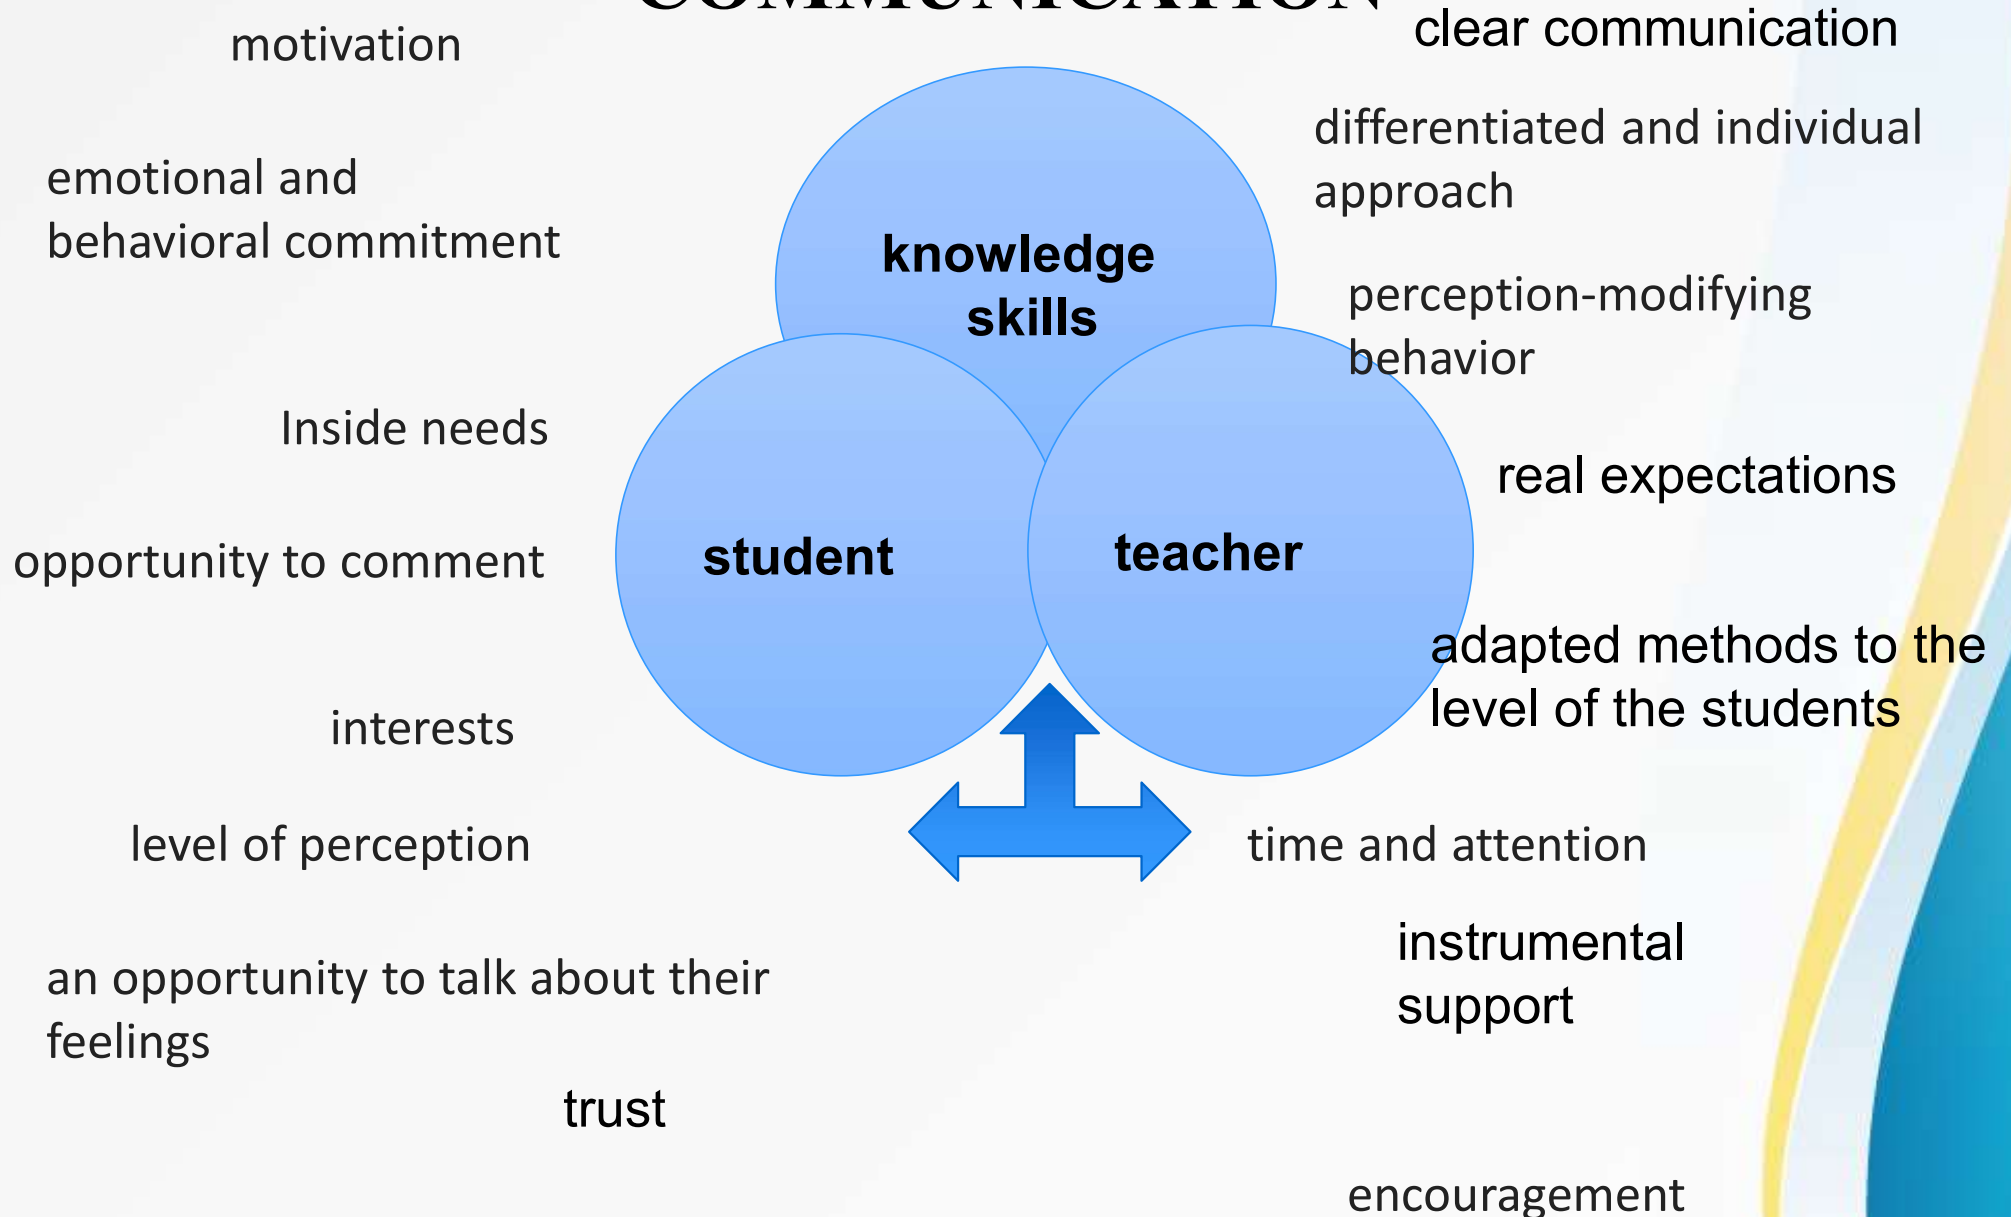 COMMUNICATION
motivation
clear communication
differentiated and individual
approach
emotional and
behavioral commitment
knowledge
skills
perception-modifying
behavior
Inside needs
real expectations
opportunity to comment
student
teacher
adapted methods to the
level of the students
interests
level of perception
time and attention
instrumental
support
an opportunity to talk about their
feelings
trust
encouragement